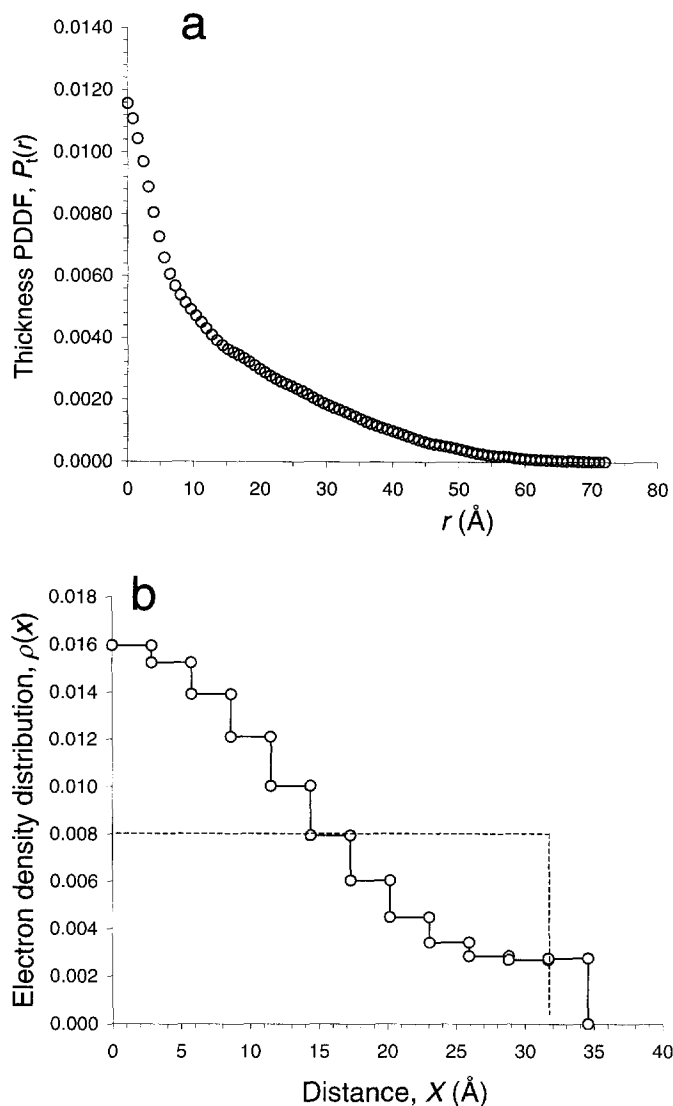 a
0.0140
0.0120
0.0100
0.0080
0.0060
0.0040
0.0020
0.0000
Thickness PDDF, Pt(r)
0 10 20 30 40 50 60 70 80
r (Å)
b
0.018
0.016
0.014
0.012
0.010
0.008
0.006
0.004
0.002
0.000
Electron density distribution, ρ(x)
0 5 10 15 20 25 30 35 40
Distance, X (Å)